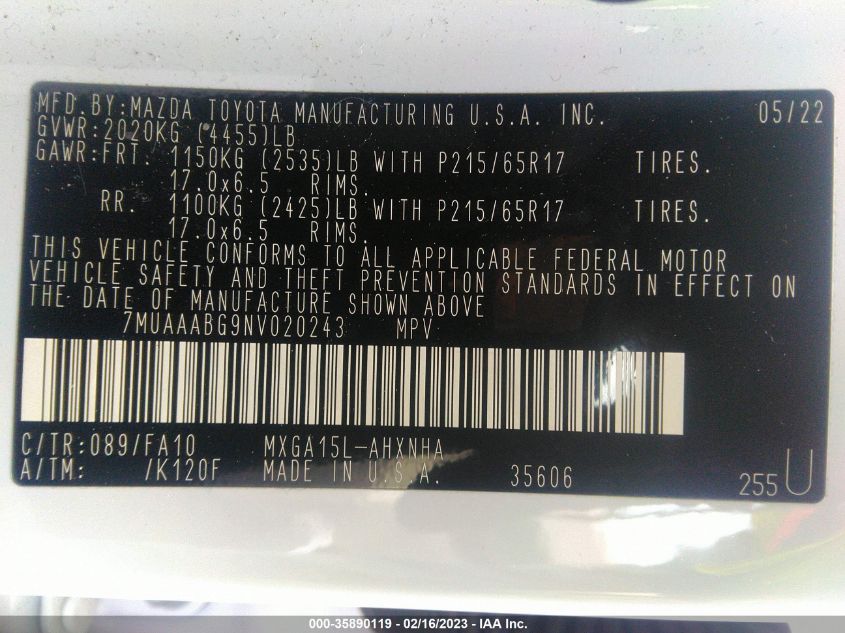 MFD. BY: MAZDA TOYOTA MANUFACTURING U.S.A. INC. 05/22
GVWR: 2020KG (4455)LB
GAWR: FRT. 1150KG (2535)LB WITH P215/65R17 TIRES.
17.0x6.5 RIMS.
RR. 1100KG (2425)LB WITH P215/65R17 TIRES.
17.0x6.5 RIMS.
THIS VEHICLE CONFORMS TO ALL APPLICABLE FEDERAL MOTOR
VEHICLE SAFETY AND THEFT PREVENTION STANDARDS IN EFFECT ON
THE DATE OF MANUFACTURE SHOWN ABOVE
7MUAAABG9NV020243 MPV
C/TR: 089/FA10 MXGA15L-AHXNHA
A/TM: /K120F MADE IN U.S.A. 35606 255 U
000-35890119 - 02/16/2023 - IAA Inc.